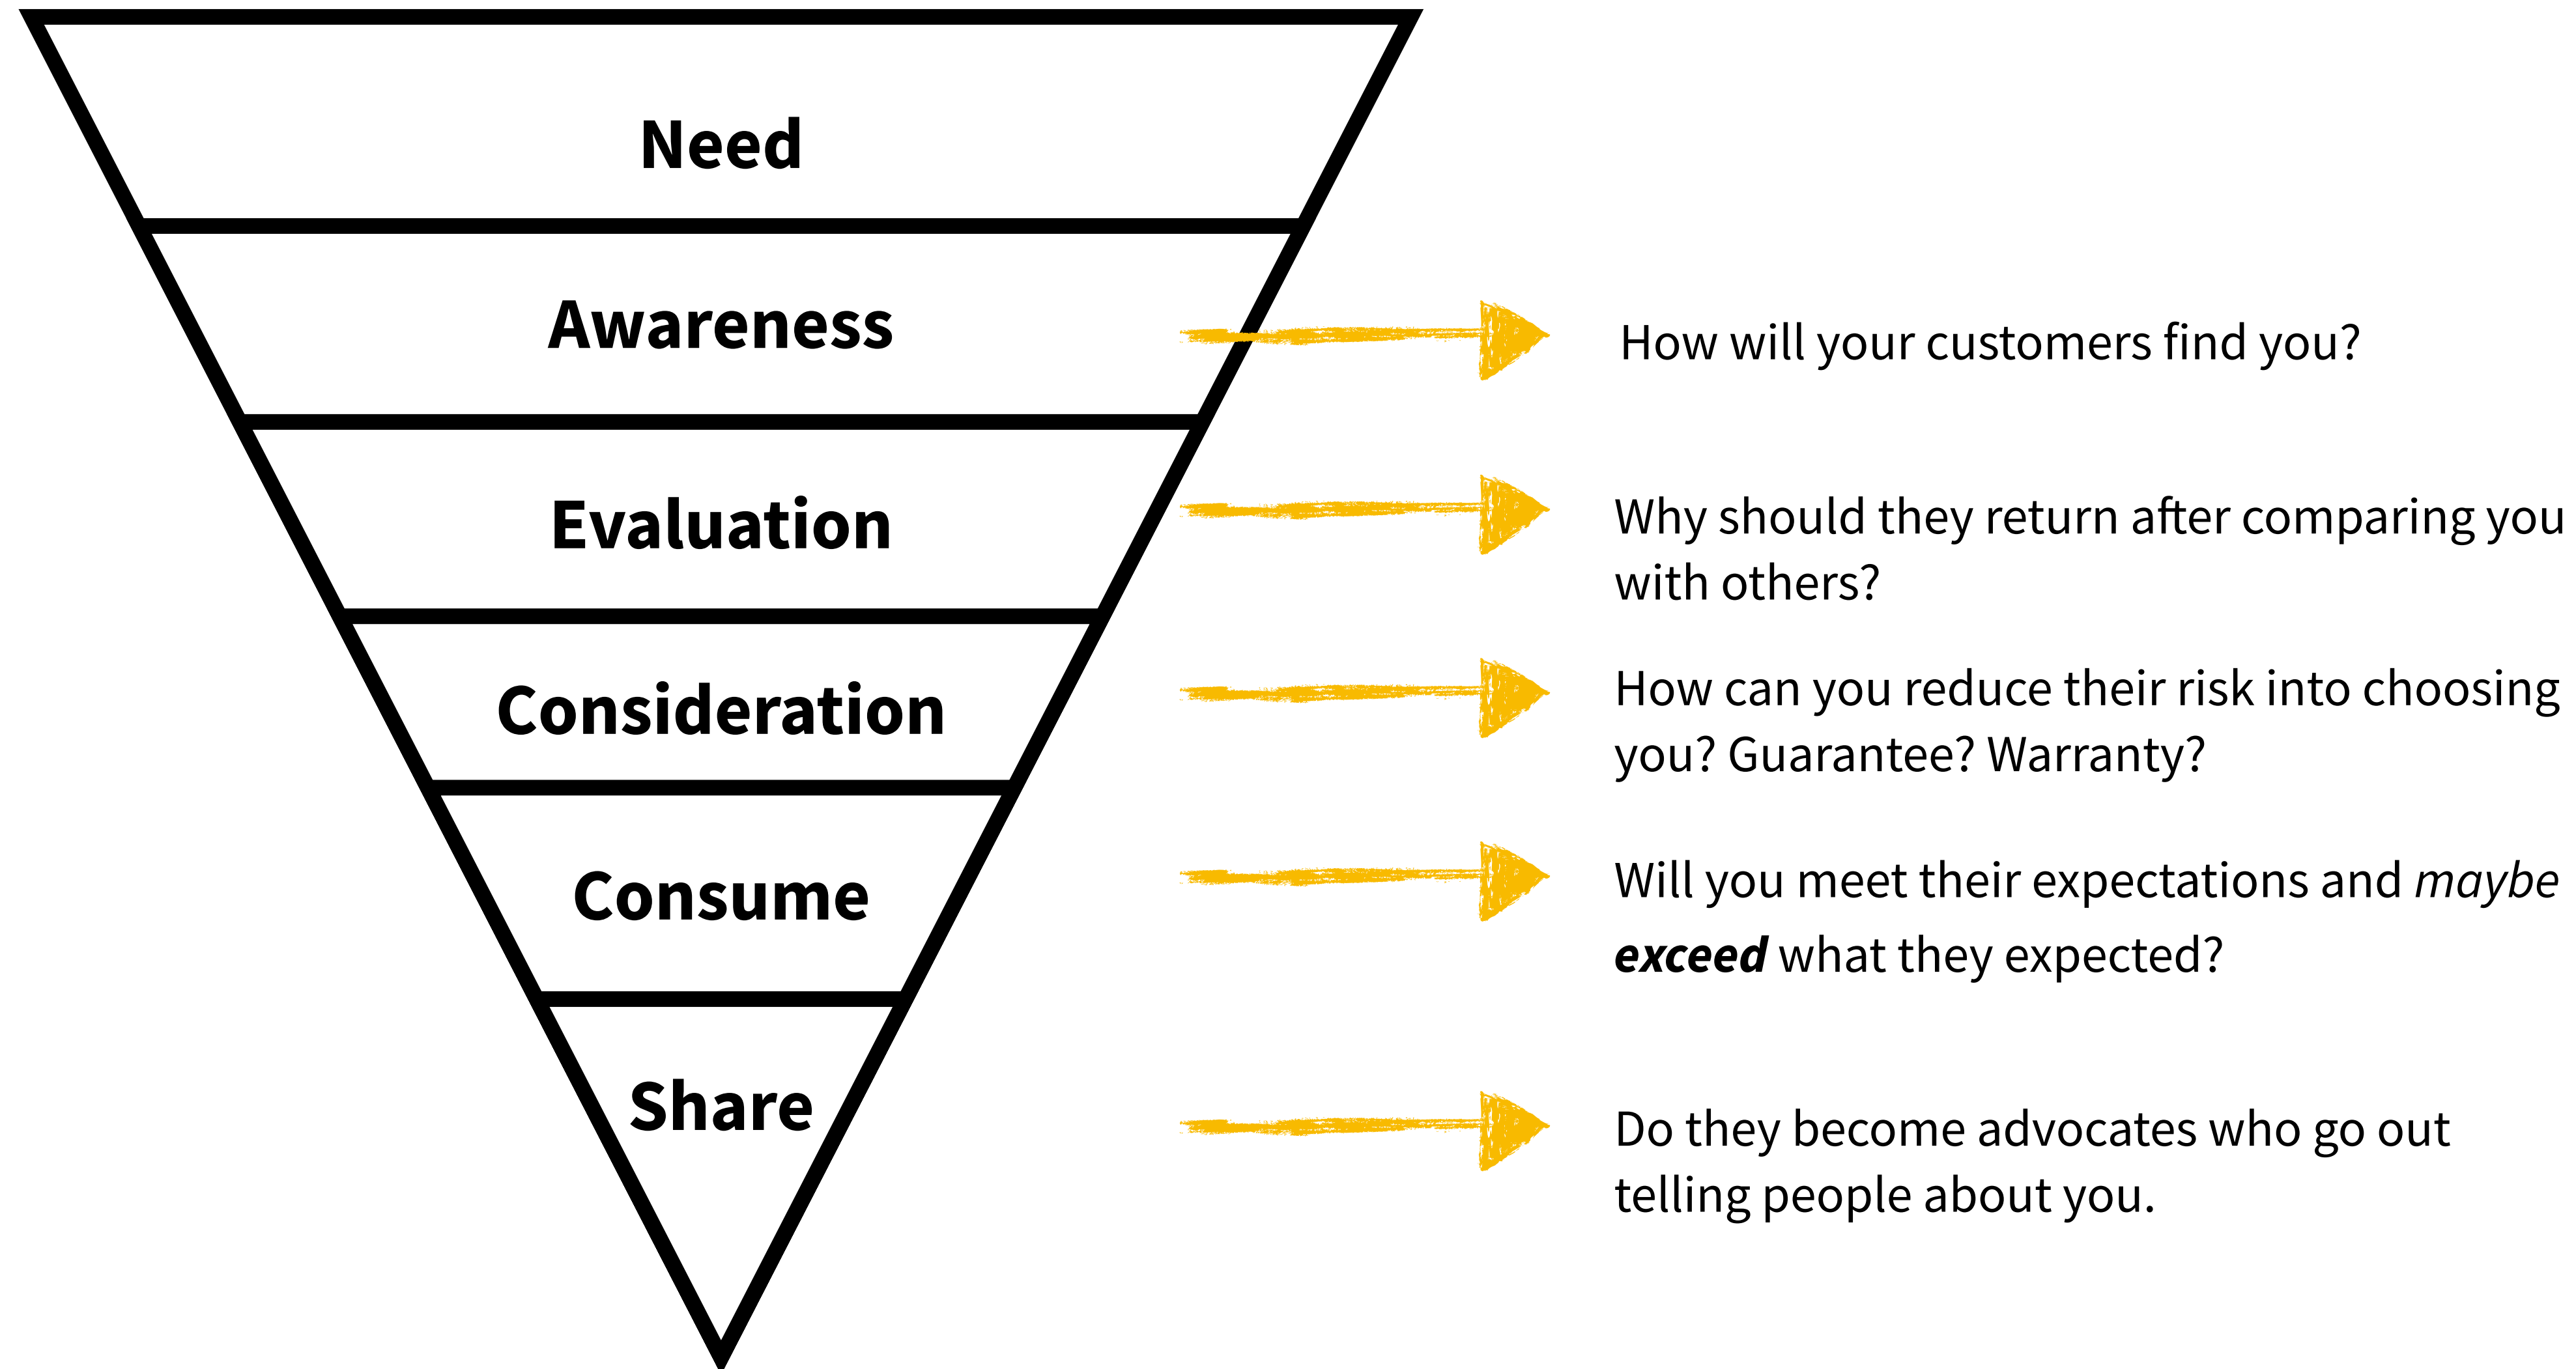 Need
Awareness
How will your customers find you?
Evaluation
Why should they return after comparing you
with others?
Consideration
How can you reduce their risk into choosing
you? Guarantee? Warranty?
Consume
Will you meet their expectations and maybe
exceed what they expected?
Share
Do they become advocates who go out
telling people about you.